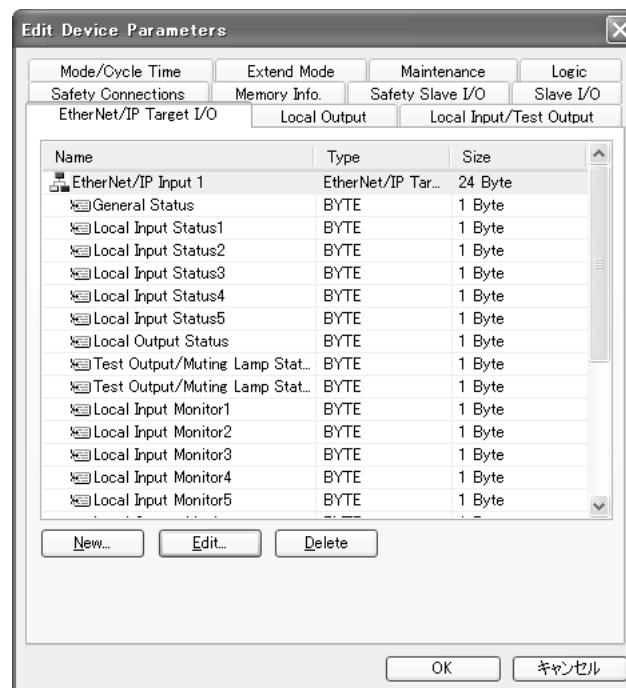 Edit Device Parameters
Mode/Cycle Time Extend Mode Maintenance Logic
Safety Connections Memory Info. Safety Slave I/O Slave I/O
EtherNet/IP Target I/O Local Output Local Input/Test Output
Name Type Size
EtherNet/IP Input 1 EtherNet/IP Tar... 24 Byte
General Status BYTE 1 Byte
Local Input Status1 BYTE 1 Byte
Local Input Status2 BYTE 1 Byte
Local Input Status3 BYTE 1 Byte
Local Input Status4 BYTE 1 Byte
Local Input Status5 BYTE 1 Byte
Local Output Status BYTE 1 Byte
Test Output/Muting Lamp Stat... BYTE 1 Byte
Test Output/Muting Lamp Stat... BYTE 1 Byte
Local Input Monitor1 BYTE 1 Byte
Local Input Monitor2 BYTE 1 Byte
Local Input Monitor3 BYTE 1 Byte
Local Input Monitor4 BYTE 1 Byte
Local Input Monitor5 BYTE 1 Byte
New... Edit... Delete
OK キャンセル